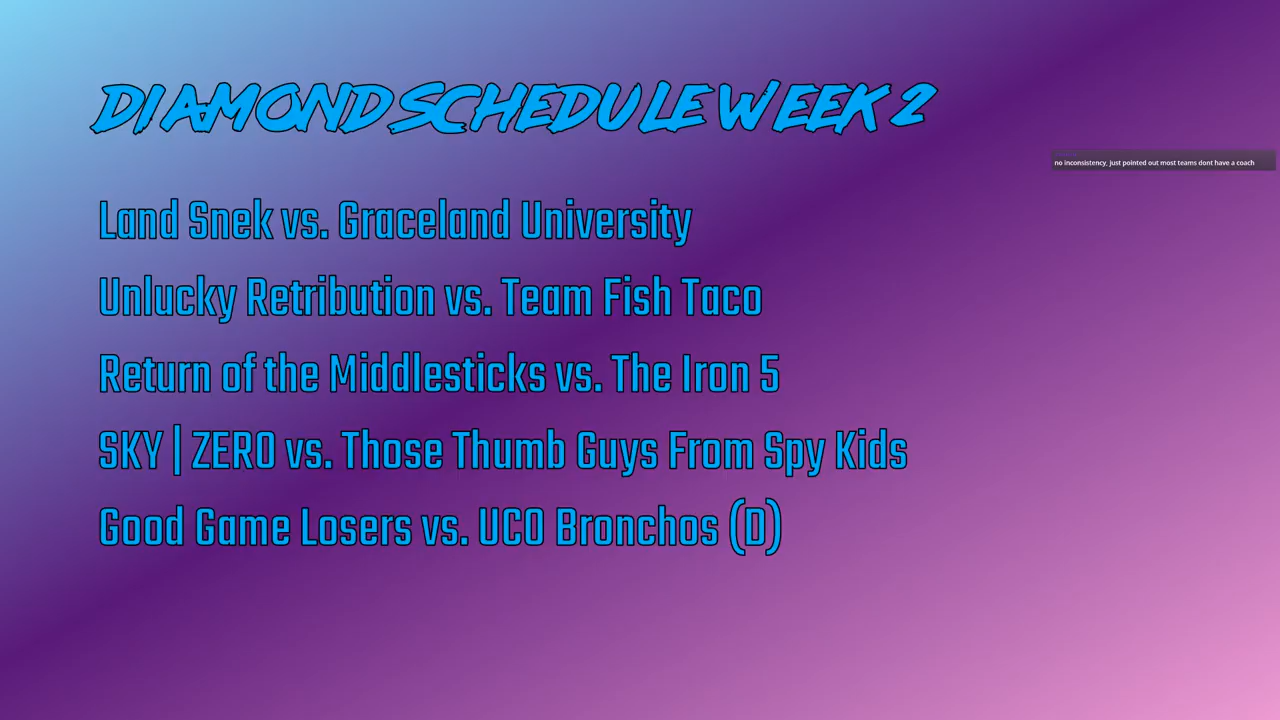 DIAMOND SCHEDULE WEEK 2
no inconsistency, just pointed out most teams dont have a coach
Land Snek vs. Graceland University
Unlucky Retribution vs. Team Fish Taco
Return of the Middlesticks vs. The Iron 5
SKY | ZERO vs. Those Thumb Guys From Spy Kids
Good Game Losers vs. UCO Bronchos (D)